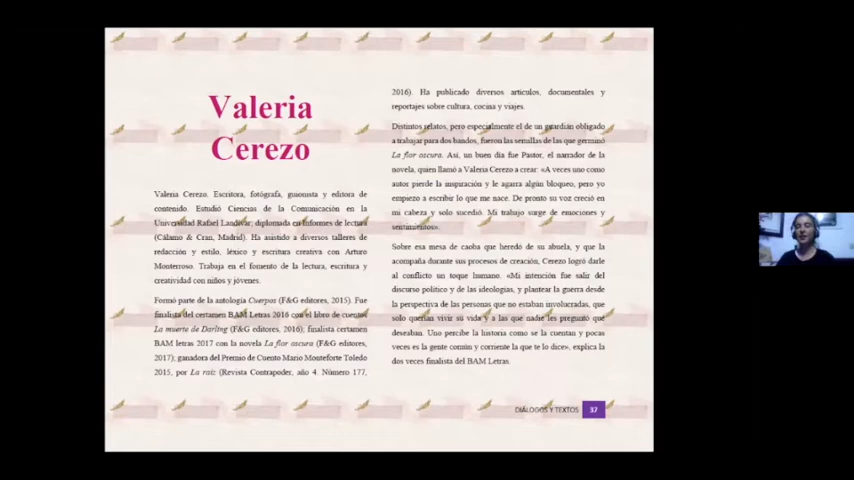 Valeria
Cerezo
Valeria Cerezo. Escritora, fotógrafa, guionista y editora de
contenido. Estudió Ciencias de la Comunicación en la
Universidad Rafael Landívar; diplomada en Informes de lectura
(Cálamo & Cran, Madrid). Ha asistido a diversos talleres de
redacción y estilo, léxico y escritura creativa con Arturo
Monterroso. Trabaja en el fomento de la lectura, escritura y
creatividad con niños y jóvenes.
Formó parte de la antología Cuerpos (F&G editores, 2015). Fue
finalista del certamen BAM Letras 2016 con el libro de cuentos
La muerte de Darling (F&G editores, 2016); finalista certamen
BAM letras 2017 con la novela La flor oscura (F&G editores,
2017); ganadora del Premio de Cuento Mario Monteforte Toledo
2015, por La raíz (Revista Contrapoder, año 4. Número 177,
2016). Ha publicado diversos artículos, documentales y
reportajes sobre cultura, cocina y viajes.
Distintos relatos, pero especialmente el de un guardián obligado
a trabajar para dos bandos, fueron las semillas de las que germinó
La flor oscura. Así, un buen día fue Pastor, el narrador de la
novela, quien llamó a Valeria Cerezo a crear: «A veces uno como
autor pierde la inspiración y le agarra algún bloqueo, pero yo
empiezo a escribir lo que me nace. De pronto su voz creció en
mi cabeza y solo sucedió. Mi trabajo surge de emociones y
sentimientos».
Sobre esa mesa de caoba que heredó de su abuela, y que la
acompaña durante sus procesos de creación, Cerezo logró darle
al conflicto un toque humano. «Mi intención fue salir del
discurso político y de las ideologías, y plantear la guerra desde
la perspectiva de las personas que no estaban involucradas, que
solo querían vivir su vida y a las que nadie les preguntó qué
deseaban. Uno percibe la historia como se la cuentan y pocas
veces es la gente común y corriente la que te lo dice», explica la
dos veces finalista del BAM Letras.
DIÁLOGOS Y TEXTOS 37